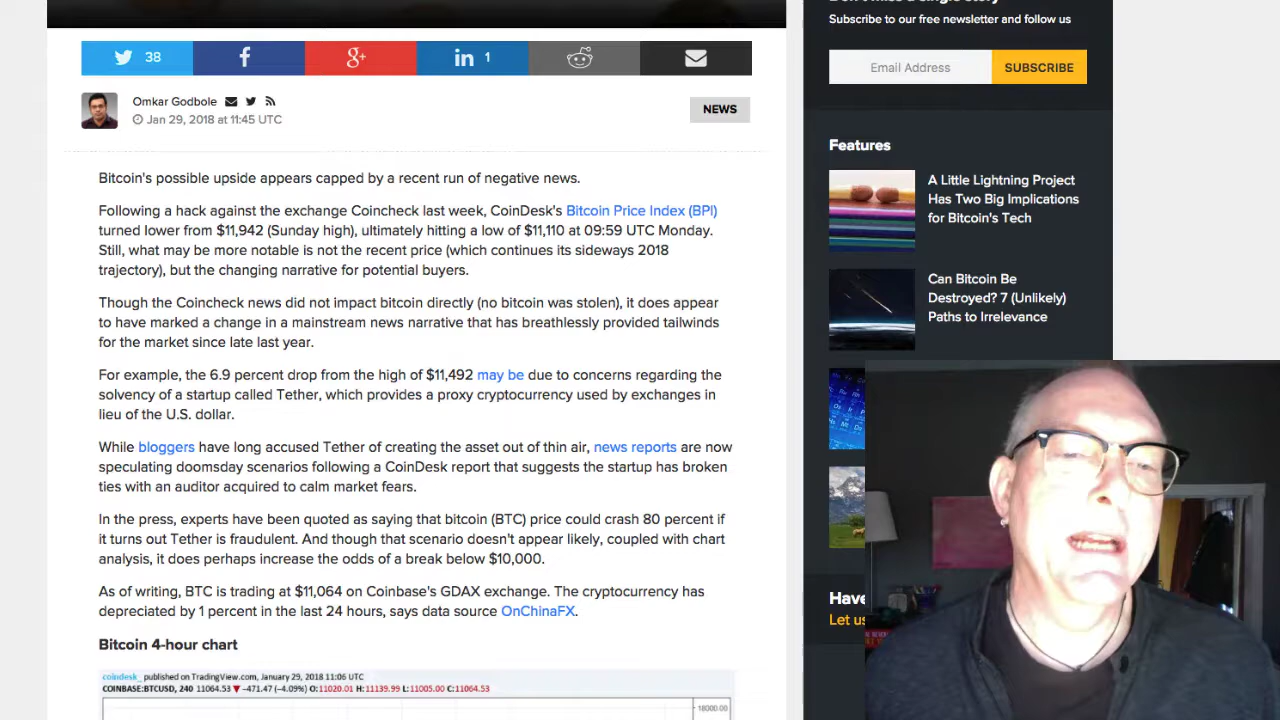 Don't miss a single story
Subscribe to our free newsletter and follow us
Email Address
SUBSCRIBE
38
1
Omkar Godbole
Jan 29, 2018 at 11:45 UTC
NEWS
Bitcoin's possible upside appears capped by a recent run of negative news.
Following a hack against the exchange Coincheck last week, CoinDesk's Bitcoin Price Index (BPI)
turned lower from $11,942 (Sunday high), ultimately hitting a low of $11,110 at 09:59 UTC Monday.
Still, what may be more notable is not the recent price (which continues its sideways 2018
trajectory), but the changing narrative for potential buyers.
Though the Coincheck news did not impact bitcoin directly (no bitcoin was stolen), it does appear
to have marked a change in a mainstream news narrative that has breathlessly provided tailwinds
for the market since late last year.
For example, the 6.9 percent drop from the high of $11,492 may be due to concerns regarding the
solvency of a startup called Tether, which provides a proxy cryptocurrency used by exchanges in
lieu of the U.S. dollar.
While bloggers have long accused Tether of creating the asset out of thin air, news reports are now
speculating doomsday scenarios following a CoinDesk report that suggests the startup has broken
ties with an auditor acquired to calm market fears.
In the press, experts have been quoted as saying that bitcoin (BTC) price could crash 80 percent if
it turns out Tether is fraudulent. And though that scenario doesn't appear likely, coupled with chart
analysis, it does perhaps increase the odds of a break below $10,000.
As of writing, BTC is trading at $11,064 on Coinbase's GDAX exchange. The cryptocurrency has
depreciated by 1 percent in the last 24 hours, says data source OnChinaFX.
Bitcoin 4-hour chart
coindesk_ published on TradingView.com, January 29, 2018 11:06 UTC
COINBASE:BTCUSD, 240 11064.53 ▼ −471.47 (−4.09%) O:11020.01 H:11139.99 L:11005.00 C:11064.53
18000.00
Features
A Little Lightning Project
Has Two Big Implications
for Bitcoin's Tech
Can Bitcoin Be
Destroyed? 7 (Unlikely)
Paths to Irrelevance
Have
Let us